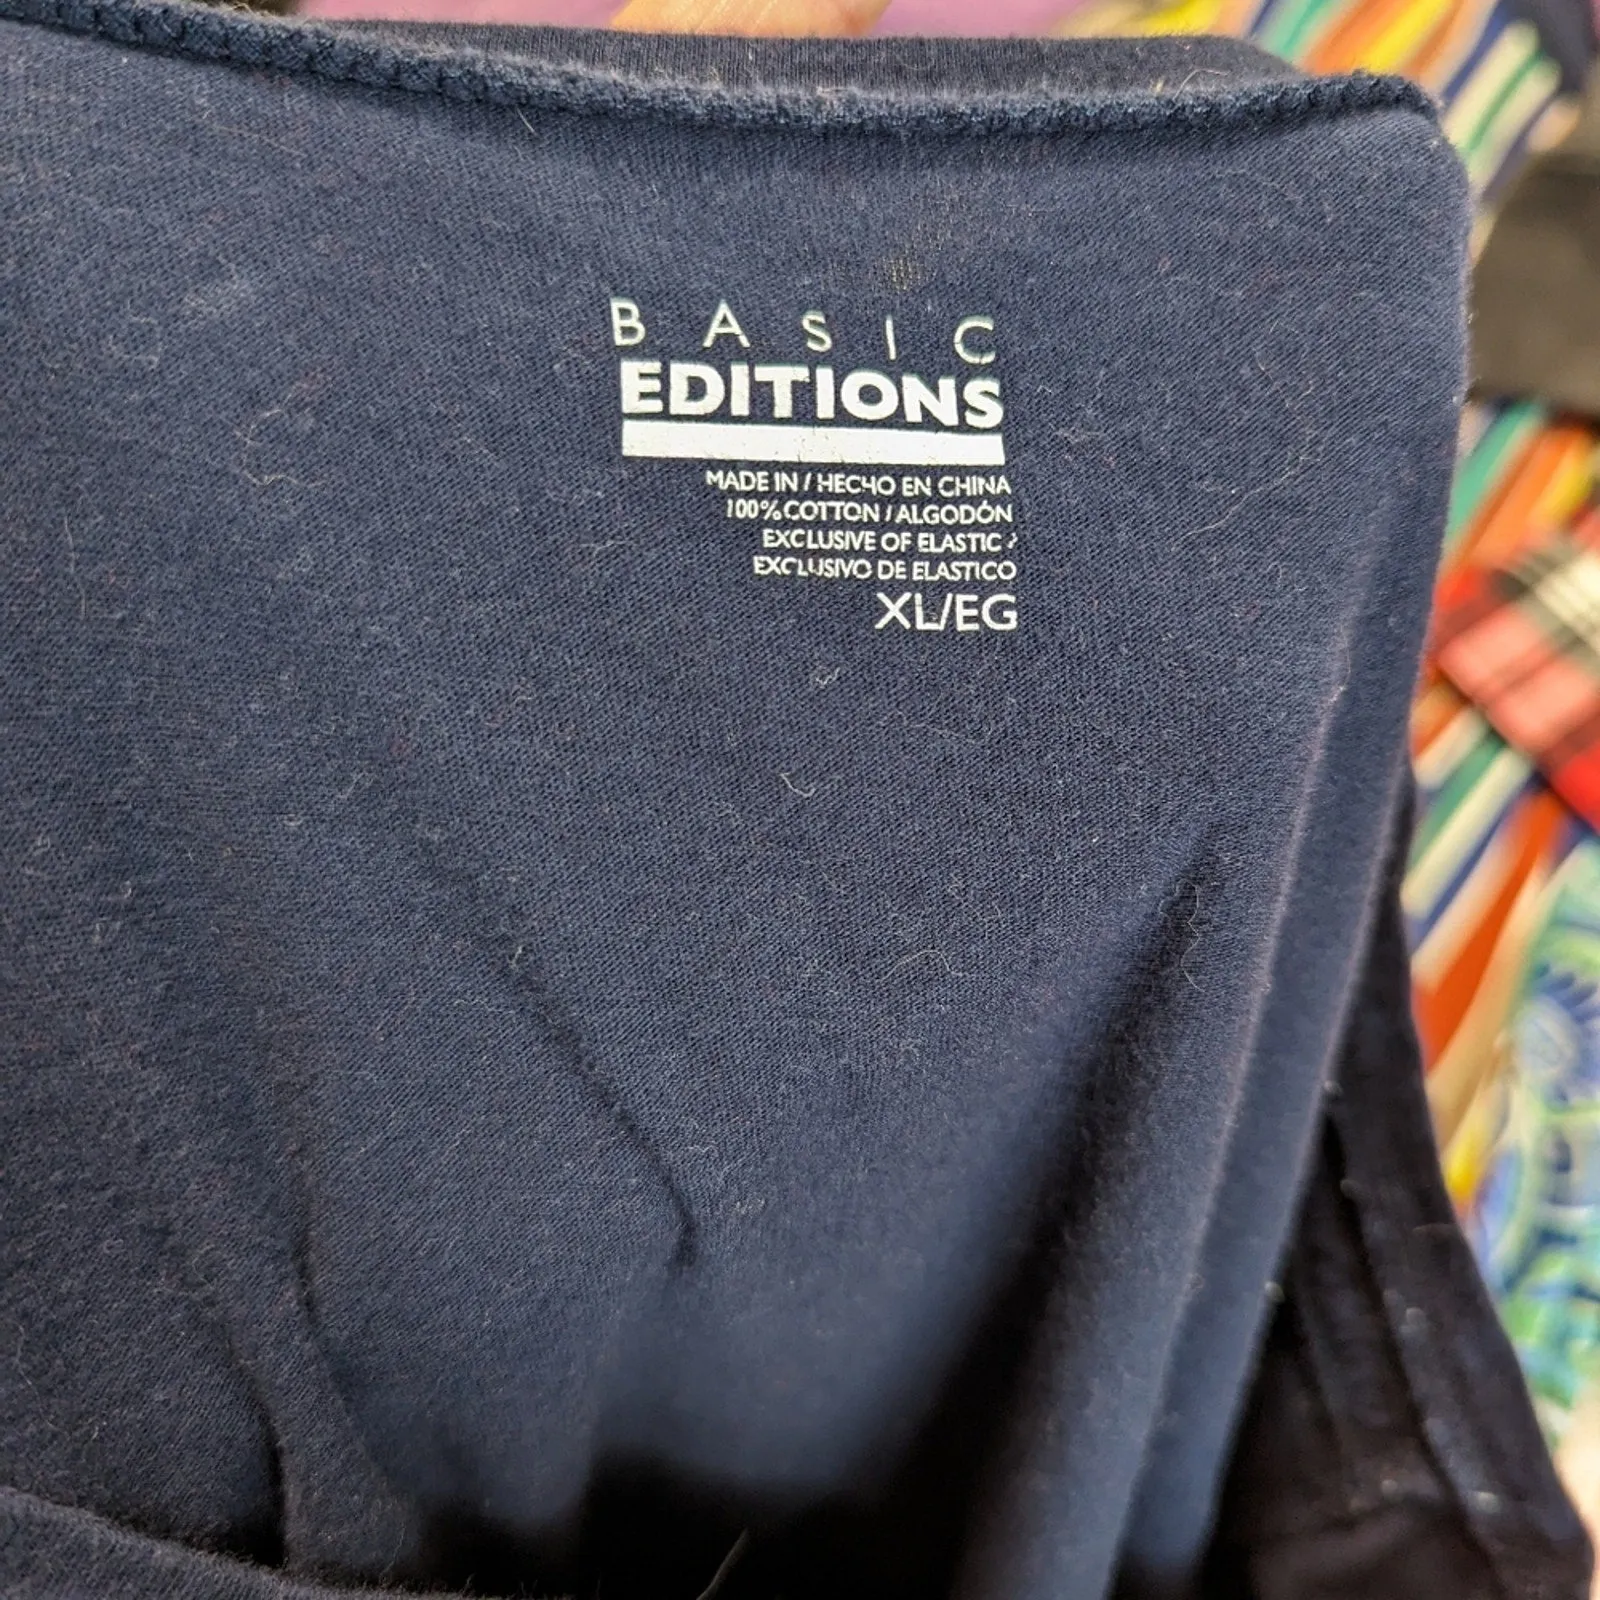 BASIC
EDITIONS
MADE IN / HECHO EN CHINA
100% COTTON / ALGODÓN
EXCLUSIVE OF ELASTIC /
EXCLUSIVO DE ELASTICO
XL/EG